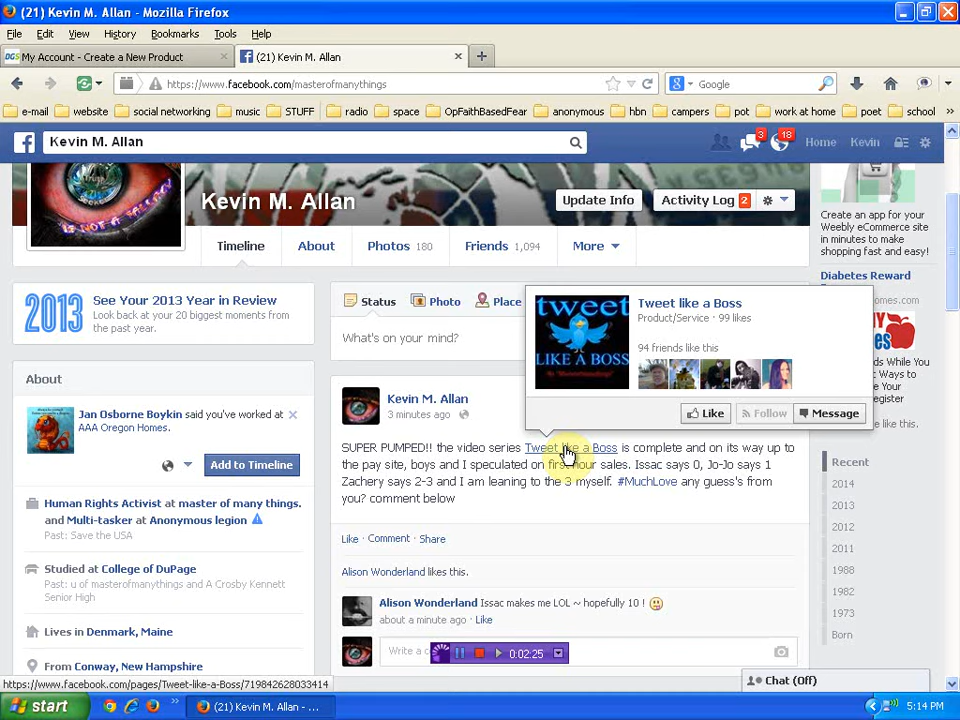 (21) Kevin M. Allan - Mozilla Firefox
File Edit View History Bookmarks Tools Help
DGS My Account - Create a New Product
(21) Kevin M. Allan
https://www.facebook.com/masterofmanythings
Google
e-mail website social networking music STUFF radio space OpFaithBasedFear anonymous hbn campers pot work at home poet school
Kevin M. Allan
3 18 Home Kevin
Kevin M. Allan
Update Info Activity Log 2
Timeline About Photos 180 Friends 1,094 More
Create an app for your
Weebly eCommerce site
in minutes to make
shopping fast and easy!
Diabetes Reward
2013 See Your 2013 Year in Review
Look back at your 20 biggest moments from
the past year.
Status Photo Place
What's on your mind?
tweet
LIKE A BOSS
Tweet like a Boss
Product/Service · 99 likes
94 friends like this
Like Follow Message
About
Jan Osborne Boykin said you've worked at
AAA Oregon Homes.
Add to Timeline
Human Rights Activist at master of many things.
and Multi-tasker at Anonymous legion
Past: Save the USA
Studied at College of DuPage
Past: u of masterofmanythings and A Crosby Kennett
Senior High
Lives in Denmark, Maine
From Conway, New Hampshire
Kevin M. Allan
3 minutes ago
SUPER PUMPED!! the video series Tweet like a Boss is complete and on its way up to
the pay site, boys and I speculated on first hour sales. Issac says 0, Jo-Jo says 1
Zachery says 2-3 and I am leaning to the 3 myself. #MuchLove any guess's from
you? comment below
Like · Comment · Share
Alison Wonderland likes this.
Alison Wonderland Issac makes me LOL ~ hopefully 10 !
about a minute ago · Like
Write a c
0:02:25
Recent
2014
2013
2012
2011
1988
1982
1973
Born
Chat (Off)
https://www.facebook.com/pages/Tweet-like-a-Boss/719842628033414
start
(21) Kevin M. Allan - ...
5:14 PM